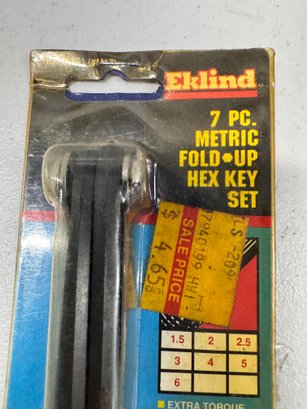 Eklind
7 PC.
METRIC
FOLD•UP
HEX KEY
SET
SALE PRICE
$ 4.65
EACH
1.5 2 2.5
3 4 5
6
EXTRA TORQUE